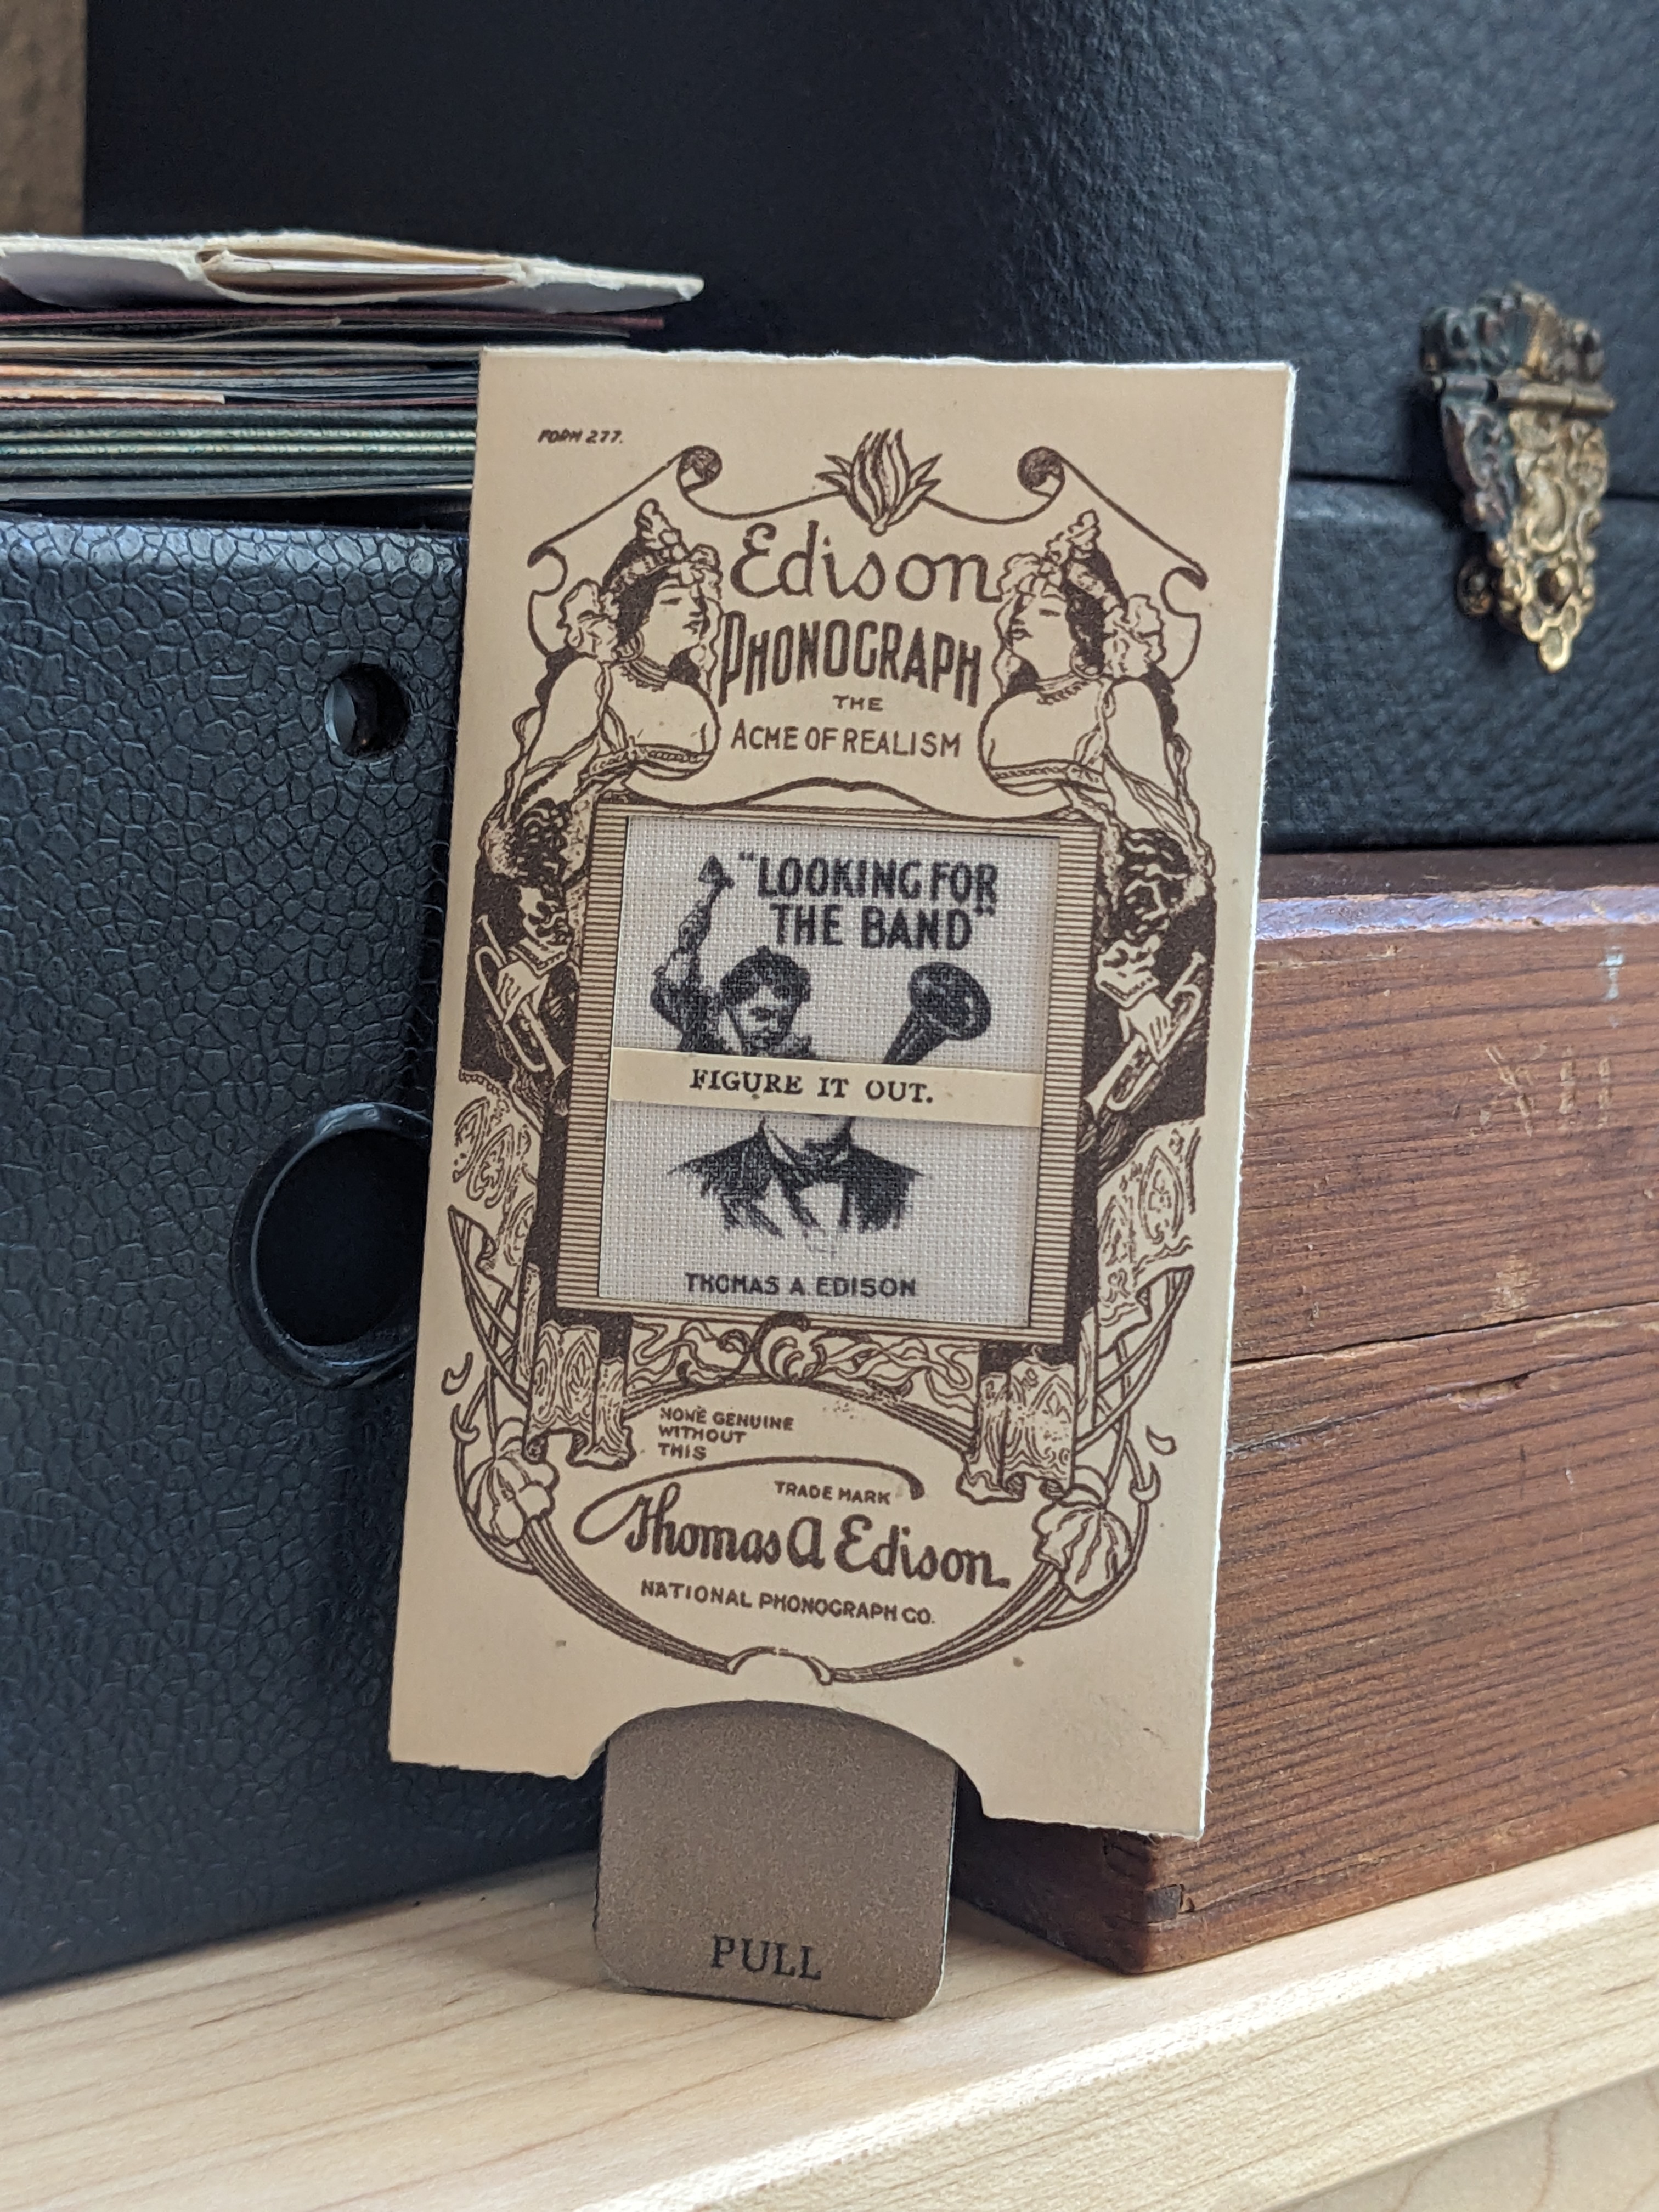 FORM 277.
Edison
PHONOGRAPH
THE
ACME OF REALISM
"LOOKING FOR
THE BAND"
FIGURE IT OUT.
THOMAS A. EDISON
NONE GENUINE
WITHOUT
THIS
TRADE MARK
Thomas A Edison
NATIONAL PHONOGRAPH CO.
PULL